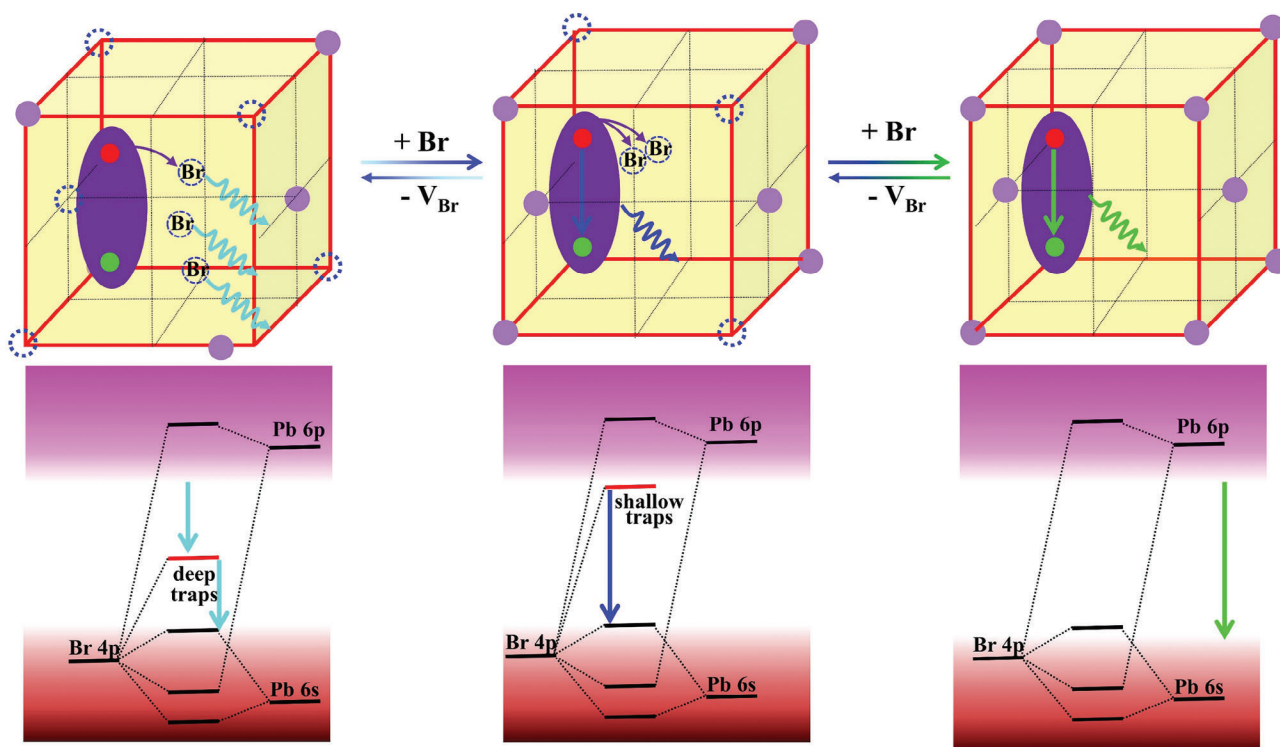 Br
Br
Br
+ Br
- V_Br
Br
Br
+ Br
- V_Br
Pb 6p
deep
traps
Br 4p
Pb 6s
Pb 6p
shallow
traps
Br 4p
Pb 6s
Pb 6p
Br 4p
Pb 6s